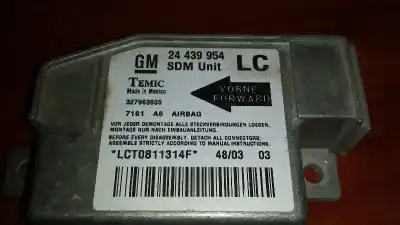 GM 24 439 954 LC
SDM Unit
TEMIC
Made in Mexico
VORNE
FORWARD
327963935
7161 A6 AIRBAG
VOR JEDER DEMONTAGE ALLE STECKVERBINDUNGEN LOESEN.
MONTAGE NUR NACH EINBAUANLEITUNG.
BEFORE EVERY DISASSEMBLY, DETACH ALL CONNECTORS.
ASSEMBLE STRICTLY ACCORDING TO MANUAL INSTRUCTIONS.
*LCT0811314F* 48/03 03